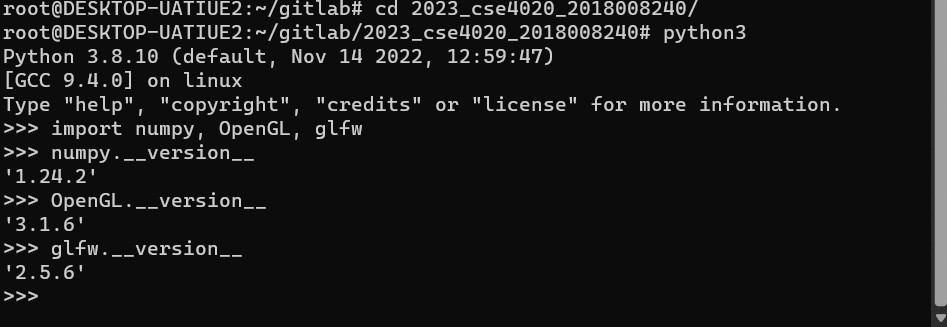 root@DESKTOP-UATIUE2:~/gitlab# cd 2023_cse4020_2018008240/
root@DESKTOP-UATIUE2:~/gitlab/2023_cse4020_2018008240# python3
Python 3.8.10 (default, Nov 14 2022, 12:59:47)
[GCC 9.4.0] on linux
Type "help", "copyright", "credits" or "license" for more information.
>>> import numpy, OpenGL, glfw
>>> numpy.__version__
'1.24.2'
>>> OpenGL.__version__
'3.1.6'
>>> glfw.__version__
'2.5.6'
>>>